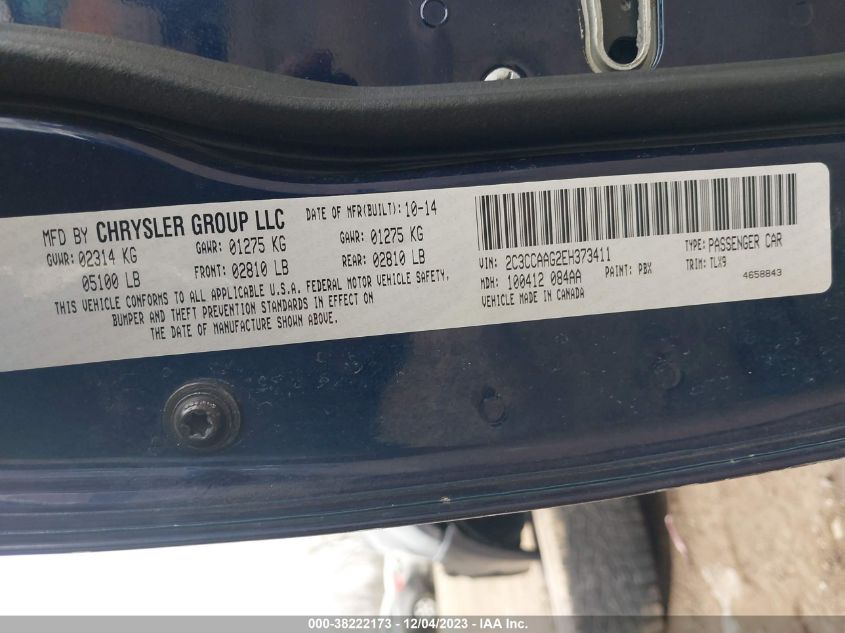 MFD BY CHRYSLER GROUP LLC DATE OF MFR(BUILT): 10-14
GVWR: 02314 KG GAWR: 01275 KG GAWR: 01275 KG
05100 LB FRONT: 02810 LB REAR: 02810 LB
THIS VEHICLE CONFORMS TO ALL APPLICABLE U.S.A. FEDERAL MOTOR VEHICLE SAFETY,
BUMPER AND THEFT PREVENTION STANDARDS IN EFFECT ON
THE DATE OF MANUFACTURE SHOWN ABOVE.
VIN: 2C3CCAAG2EH373411 TYPE: PASSENGER CAR
MDH: 100412 084AA PAINT: PBX TRIM: TLX9
VEHICLE MADE IN CANADA 4658843
000-38222173 - 12/04/2023 - IAA Inc.